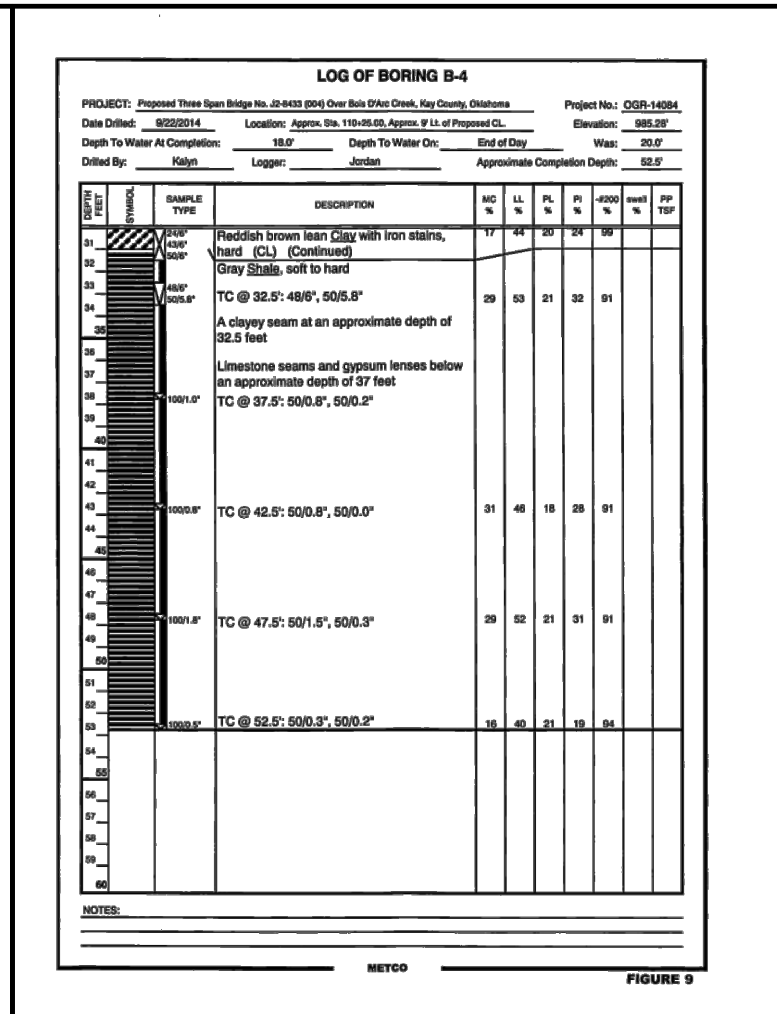 LOG OF BORING B-4
PROJECT: Proposed Three Span Bridge No. J2-8433 (004) Over Bois D'Arc Creek, Kay County, Oklahoma Project No.: OGR-14084
Date Drilled: 9/22/2014 Location: Approx. Sta. 110+25.00, Approx. 9' Lt. of Proposed CL. Elevation: 985.28'
Depth To Water At Completion: 18.0' Depth To Water On: End of Day Was: 20.0'
Drilled By: Kalyn Logger: Jordan Approximate Completion Depth: 52.5'
DEPTH FEET SYMBOL SAMPLE TYPE DESCRIPTION MC % LL % PL % PI % -#200 % swell % PP TSF
24/6" Reddish brown lean Clay with iron stains, 17 44 20 24 99
31 43/6" hard (CL) (Continued)
50/6"
32 Gray Shale, soft to hard
33 48/6"
50/5.8" TC @ 32.5': 48/6", 50/5.8" 29 53 21 32 91
34
A clayey seam at an approximate depth of
35 32.5 feet
36
Limestone seams and gypsum lenses below
37 an approximate depth of 37 feet
38 100/1.0" TC @ 37.5': 50/0.8", 50/0.2"
39
40
41
42
43 100/0.8" TC @ 42.5': 50/0.8", 50/0.0" 31 46 18 28 91
44
45
46
47
48 100/1.8" TC @ 47.5': 50/1.5", 50/0.3" 29 52 21 31 91
49
50
51
52
53 100/0.5" TC @ 52.5': 50/0.3", 50/0.2" 16 40 21 19 94
54
55
56
57
58
59
60
NOTES:
METCO
FIGURE 9